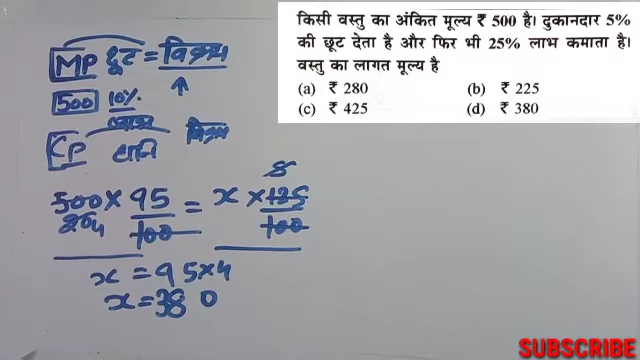 किसी वस्तु का अंकित मूल्य ₹ 500 है। दुकानदार 5%
की छूट देता है और फिर भी 25% लाभ कमाता है।
वस्तु का लागत मूल्य है
(a) ₹ 280 (b) ₹ 225
(c) ₹ 425 (d) ₹ 380
MP छूट = विक्रय
500 10%
लाभ
CP हानि विक्रय
8
500 × 95 = x × 125
4 100 100
x = 95×4
x = 380
SUBSCRIBE